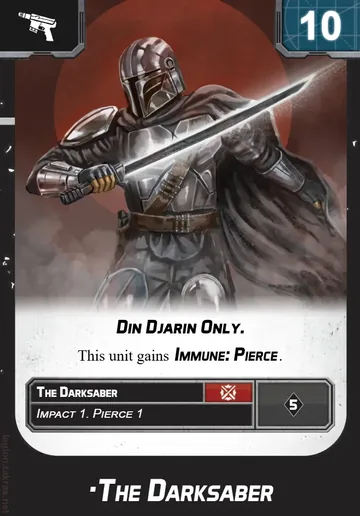 10
Din Djarin Only.
This unit gains Immune: Pierce.
The Darksaber
Impact 1, Pierce 1
5
•The Darksaber